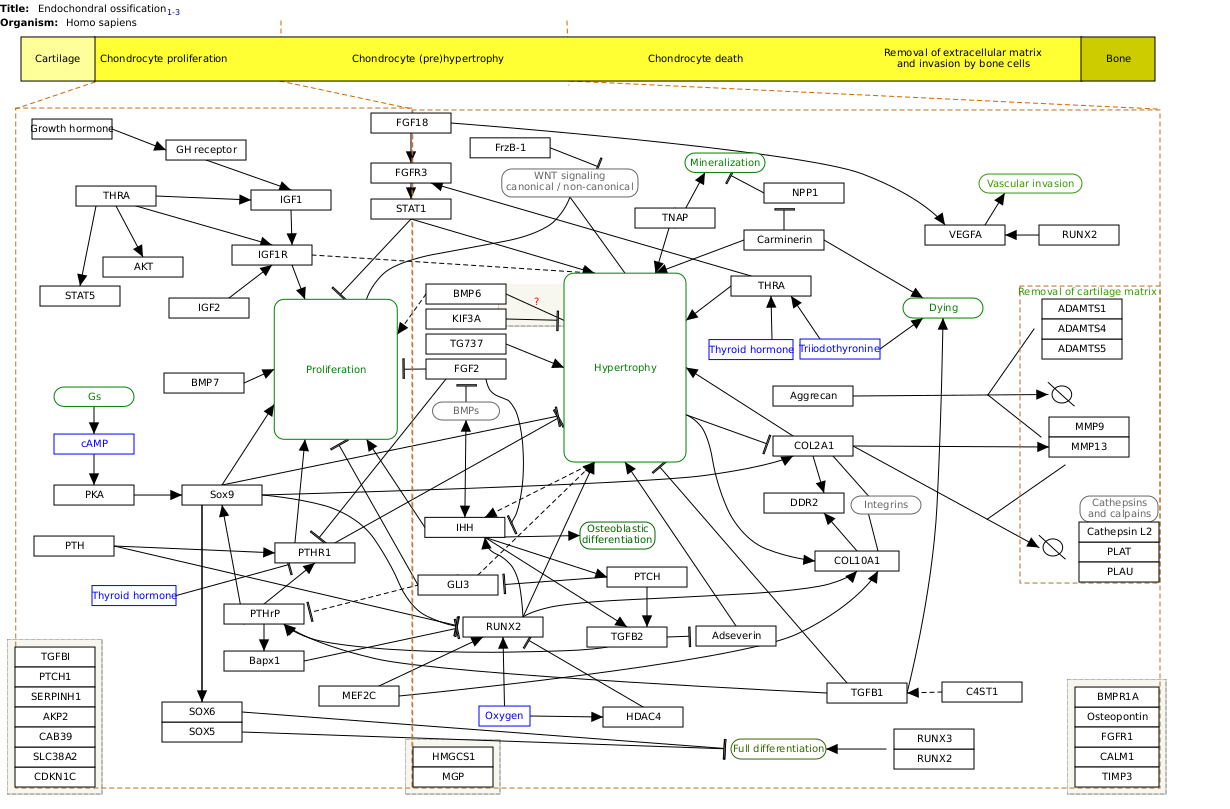 Title: Endochondral ossification 1-3
Organism: Homo sapiens
Cartilage
Chondrocyte proliferation
Chondrocyte (pre)hypertrophy
Chondrocyte death
Removal of extracellular matrix
and invasion by bone cells
Bone
Growth hormone
GH receptor
THRA
IGF1
AKT
IGF1R
STAT5
IGF2
FGF18
FGFR3
STAT1
FrzB-1
WNT signaling
canonical / non-canonical
Mineralization
NPP1
TNAP
Carminerin
Vascular invasion
VEGFA
RUNX2
THRA
Thyroid hormone
Triiodothyronine
Dying
Removal of cartilage matrix
ADAMTS1
ADAMTS4
ADAMTS5
BMP6
?
KIF3A
TG737
FGF2
BMPs
Proliferation
Hypertrophy
BMP7
Gs
cAMP
PKA
Sox9
Aggrecan
MMP9
MMP13
COL2A1
DDR2
Integrins
COL10A1
Cathepsins
and calpains
Cathepsin L2
PLAT
PLAU
IHH
Osteoblastic
differentiation
PTH
PTHR1
Thyroid hormone
GLI3
PTCH
PTHrP
RUNX2
TGFB2
Adseverin
Bapx1
MEF2C
TGFB1
C4ST1
Oxygen
HDAC4
SOX6
SOX5
Full differentiation
RUNX3
RUNX2
TGFBI
PTCH1
SERPINH1
AKP2
CAB39
SLC38A2
CDKN1C
HMGCS1
MGP
BMPR1A
Osteopontin
FGFR1
CALM1
TIMP3